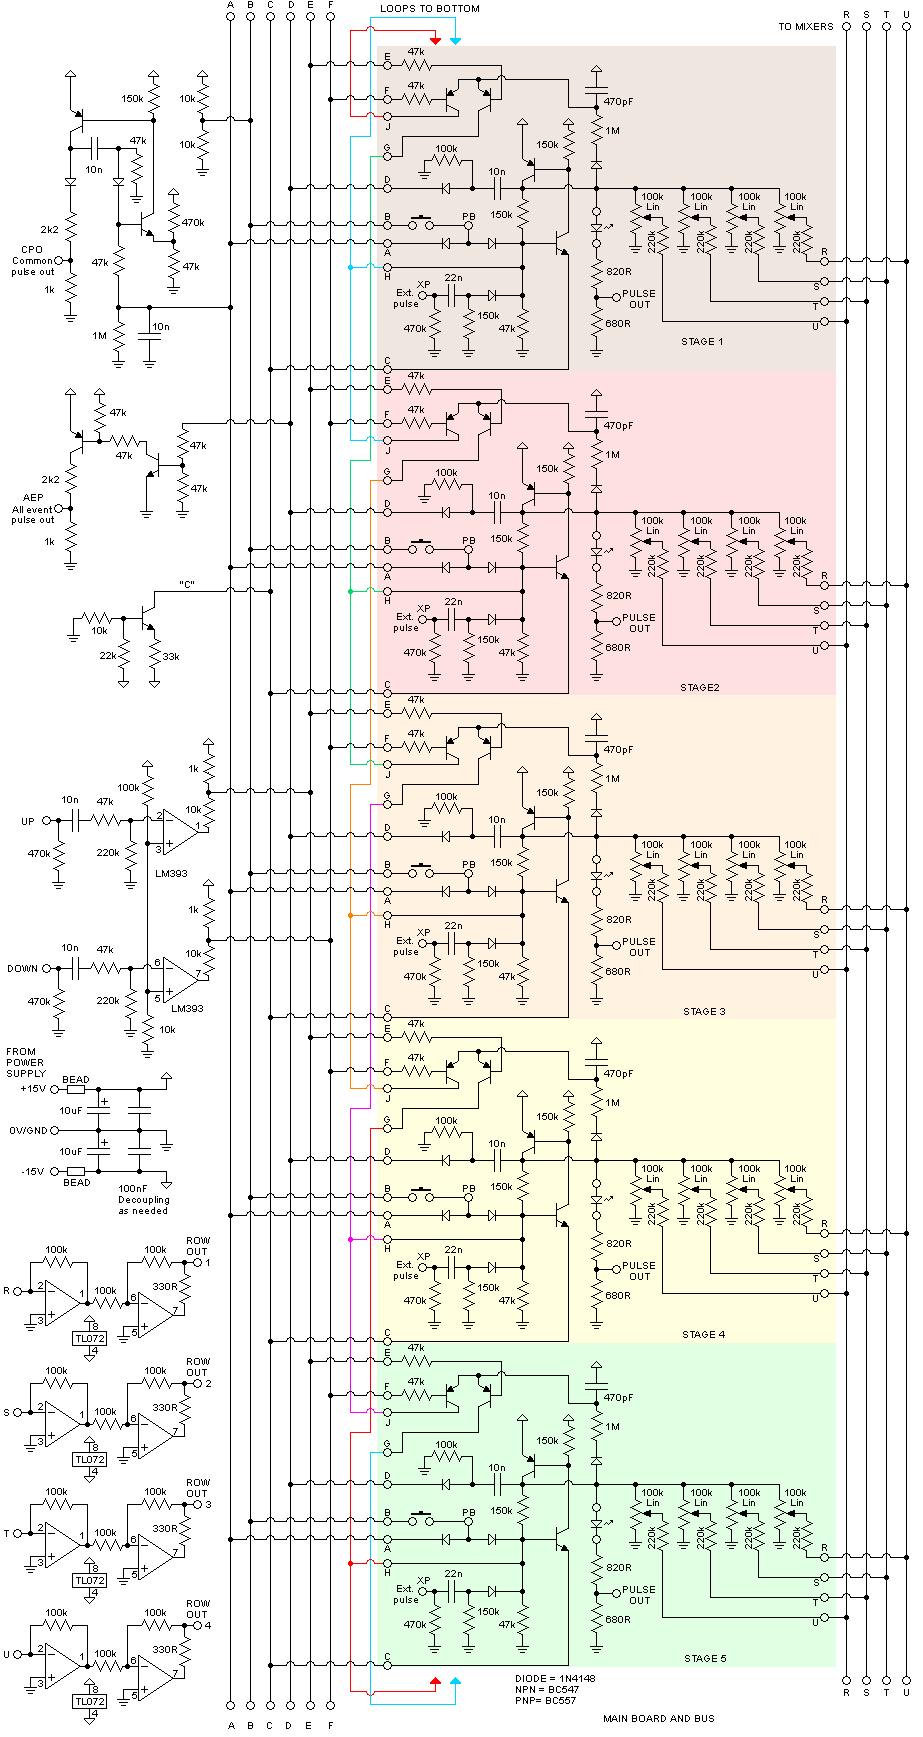 A B C D E F
LOOPS TO BOTTOM
R S T U
TO MIXERS
150k
10k
10k
47k
10n
2k2
CPO
Common
pulse out
1k
47k
470k
47k
1M
10n
47k
47k
2k2
AEP
All event
pulse out
1k
47k
47k
"C"
10k
22k
33k
1k
100k
10n
47k
10k
UP
2
1
3
470k
220k
LM393
1k
10n
47k
10k
DOWN
6
7
5
470k
220k
LM393
10k
FROM
POWER
SUPPLY
BEAD
+15V
10uF
+
0V/GND
10uF
+
-15V
BEAD
100nF
Decoupling
as needed
100k
100k
ROW
OUT
1
R
2
1
100k
6
330R
3
8
5
7
TL072
4
100k
100k
ROW
OUT
2
S
2
1
100k
6
330R
3
8
5
7
TL072
4
100k
100k
ROW
OUT
3
T
2
1
100k
6
330R
3
8
5
7
TL072
4
100k
100k
ROW
OUT
4
U
2
1
100k
6
330R
3
8
5
7
TL072
4
E
47k
F
47k
J
470pF
1M
G
100k
150k
D
10n
100k
Lin
100k
Lin
100k
Lin
100k
Lin
150k
B
PB
220k
220k
220k
220k
A
R
H
XP
22n
820R
S
Ext.
pulse
PULSE
OUT
T
470k
150k
47k
680R
U
STAGE 1
C
E
47k
F
47k
J
470pF
1M
G
100k
150k
D
10n
100k
Lin
100k
Lin
100k
Lin
100k
Lin
150k
B
PB
220k
220k
220k
220k
A
R
H
XP
22n
820R
S
Ext.
pulse
PULSE
OUT
T
470k
150k
47k
680R
U
STAGE2
C
E
47k
F
47k
J
470pF
1M
G
100k
150k
D
10n
100k
Lin
100k
Lin
100k
Lin
100k
Lin
150k
B
PB
220k
220k
220k
220k
A
R
H
XP
22n
820R
S
Ext.
pulse
PULSE
OUT
T
470k
150k
47k
680R
U
STAGE 3
C
E
47k
F
47k
J
470pF
1M
G
100k
150k
D
10n
100k
Lin
100k
Lin
100k
Lin
100k
Lin
150k
B
PB
220k
220k
220k
220k
A
R
H
XP
22n
820R
S
Ext.
pulse
PULSE
OUT
T
470k
150k
47k
680R
U
STAGE 4
C
E
47k
F
47k
J
470pF
1M
G
100k
150k
D
10n
100k
Lin
100k
Lin
100k
Lin
100k
Lin
150k
B
PB
220k
220k
220k
220k
A
R
H
XP
22n
820R
S
Ext.
pulse
PULSE
OUT
T
470k
150k
47k
680R
U
STAGE 5
C
DIODE = 1N4148
NPN = BC547
PNP= BC557
R S T U
MAIN BOARD AND BUS
A B C D E F